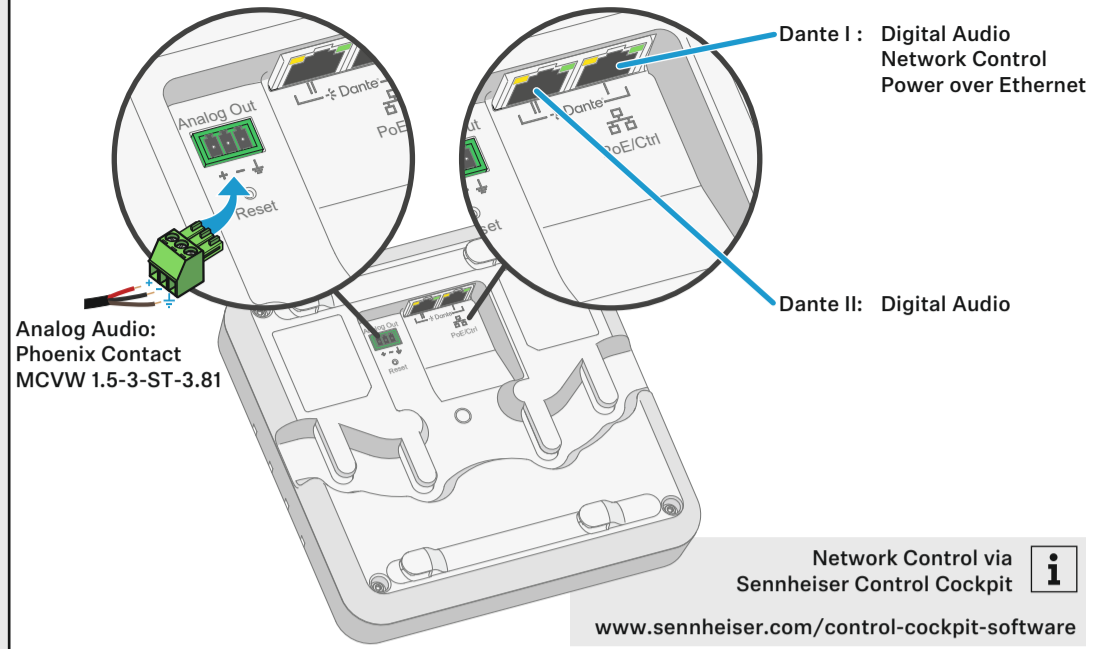 Dante I : Digital Audio
Network Control
Power over Ethernet
Dante
PoE
Analog Out
+ - 
Reset
Dante
PoE/Ctrl
ut
set
Dante II: Digital Audio
Analog Audio:
Phoenix Contact
MCVW 1.5-3-ST-3.81
+
-
Analog Out
Dante
PoE/Ctrl
+ -
Reset
Network Control via
Sennheiser Control Cockpit
i
www.sennheiser.com/control-cockpit-software